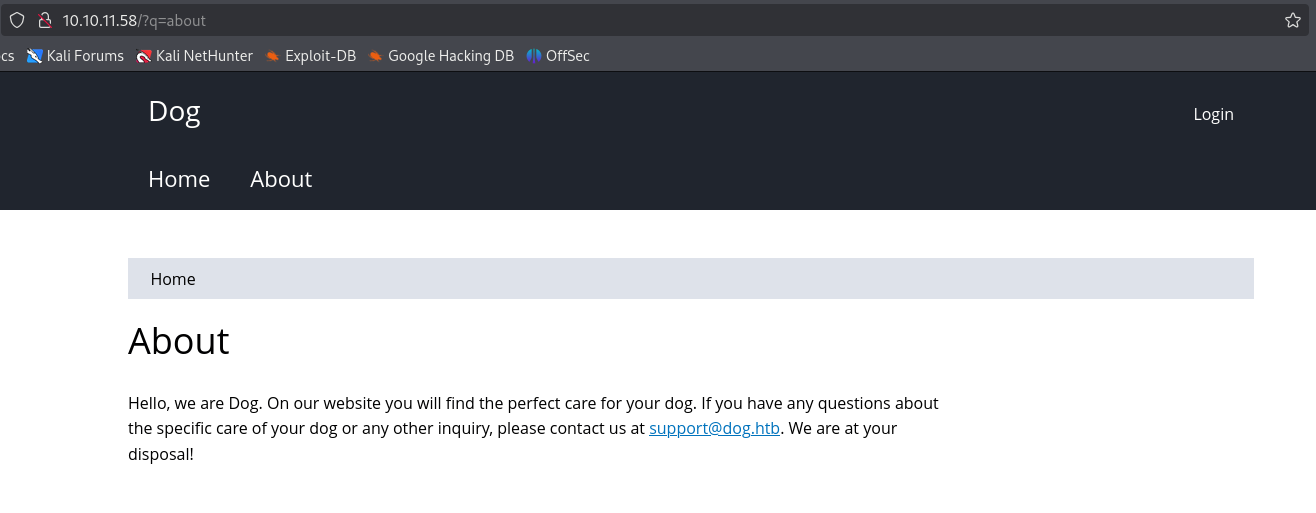 10.10.11.58/?q=about
cs Kali Forums Kali NetHunter Exploit-DB Google Hacking DB OffSec
Dog
Login
Home About
Home
About
Hello, we are Dog. On our website you will find the perfect care for your dog. If you have any questions about
the specific care of your dog or any other inquiry, please contact us at support@dog.htb. We are at your
disposal!